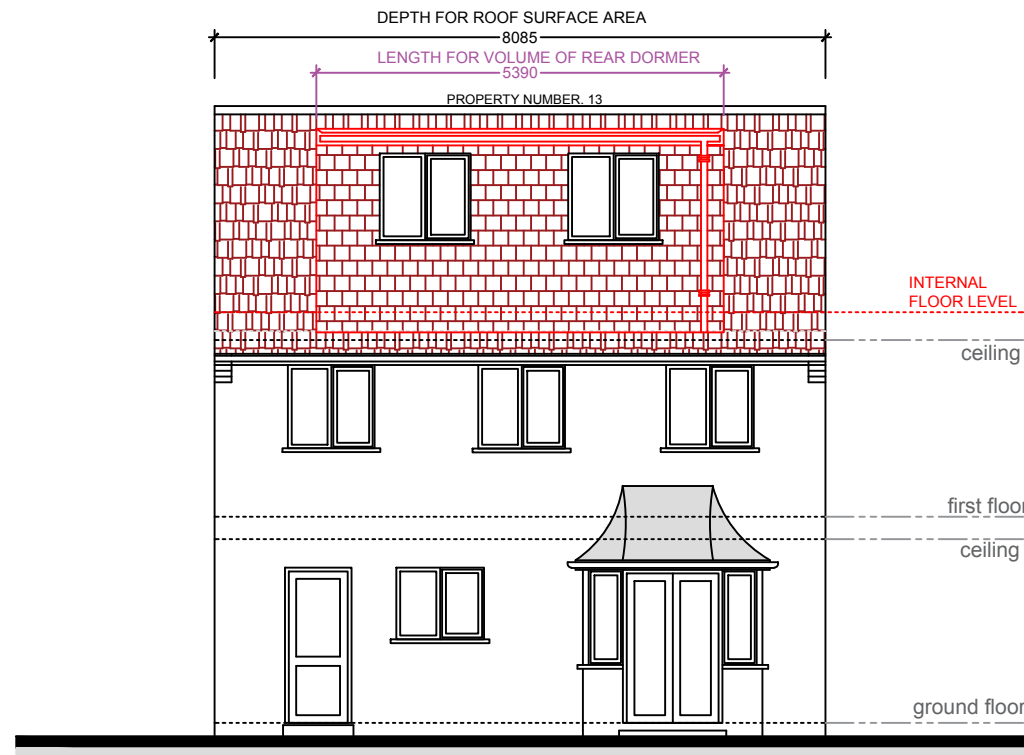 DEPTH FOR ROOF SURFACE AREA
8085
LENGTH FOR VOLUME OF REAR DORMER
5390
PROPERTY NUMBER. 13
INTERNAL
FLOOR LEVEL
ceiling
first floor
ceiling
ground floor